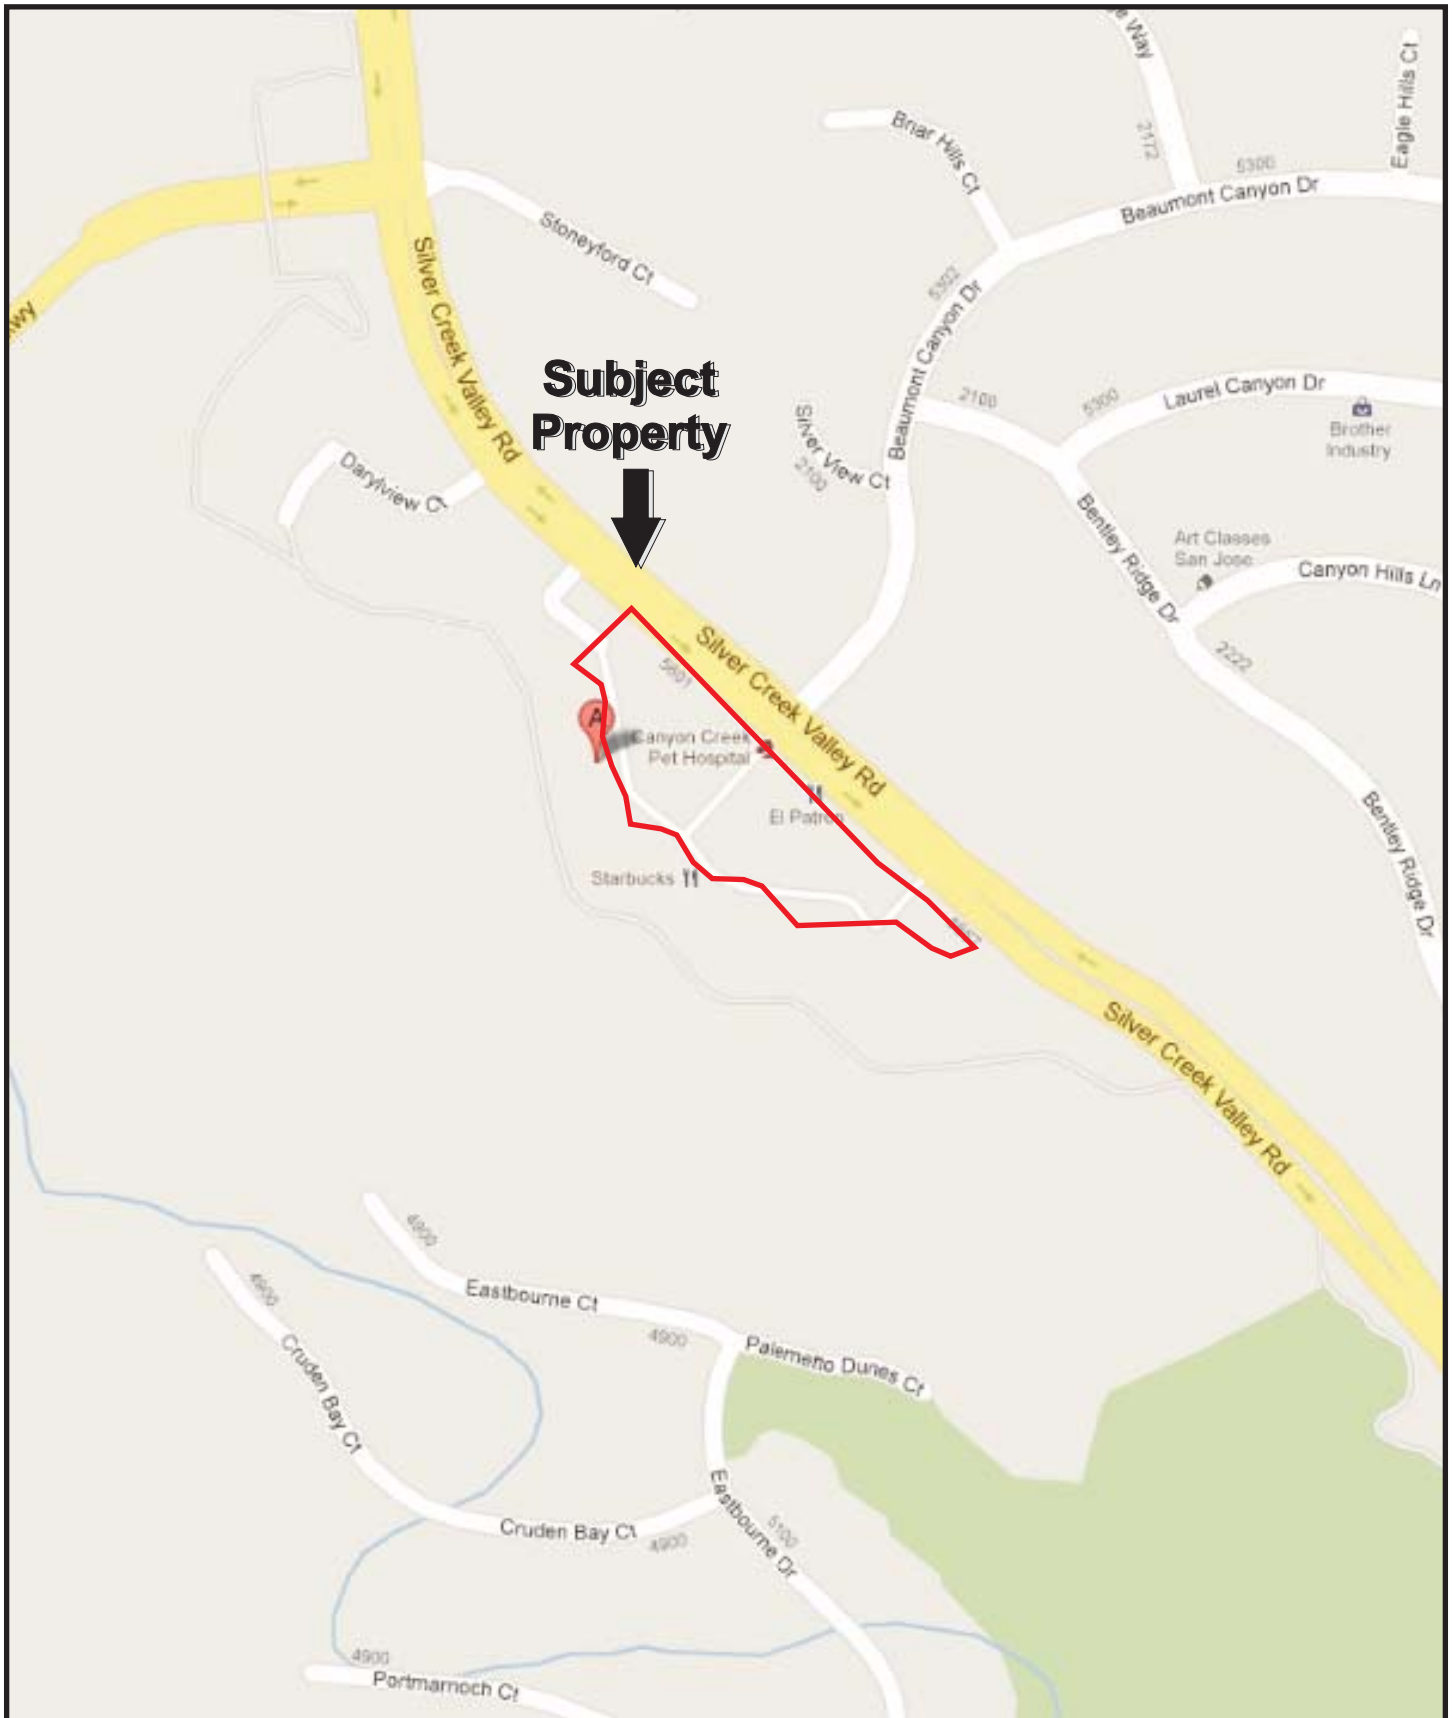 Way
Eagle Hills Ct
Briar Hills Ct
2172
5300
Beaumont Canyon Dr
Stoneyford Ct
Silver Creek Valley Rd
5302
Beaumont Canyon Dr
Subject
Property
2100
5300
Laurel Canyon Dr
Brother
Industry
Silver View Ct
2100
Darylview Ct
Bentley Ridge Dr
Art Classes
San Jose
Canyon Hills Ln
2222
Silver Creek Valley Rd
5691
A
Canyon Creek
Pet Hospital
El Patron
Bentley Ridge Dr
Starbucks
Silver Creek Valley Rd
4900
4900
Eastbourne Ct
4900
Palemetto Dunes Ct
Cruden Bay Ct
Cruden Bay Ct
4900
Eastbourne Dr
5100
4900
Portmarnoch Ct